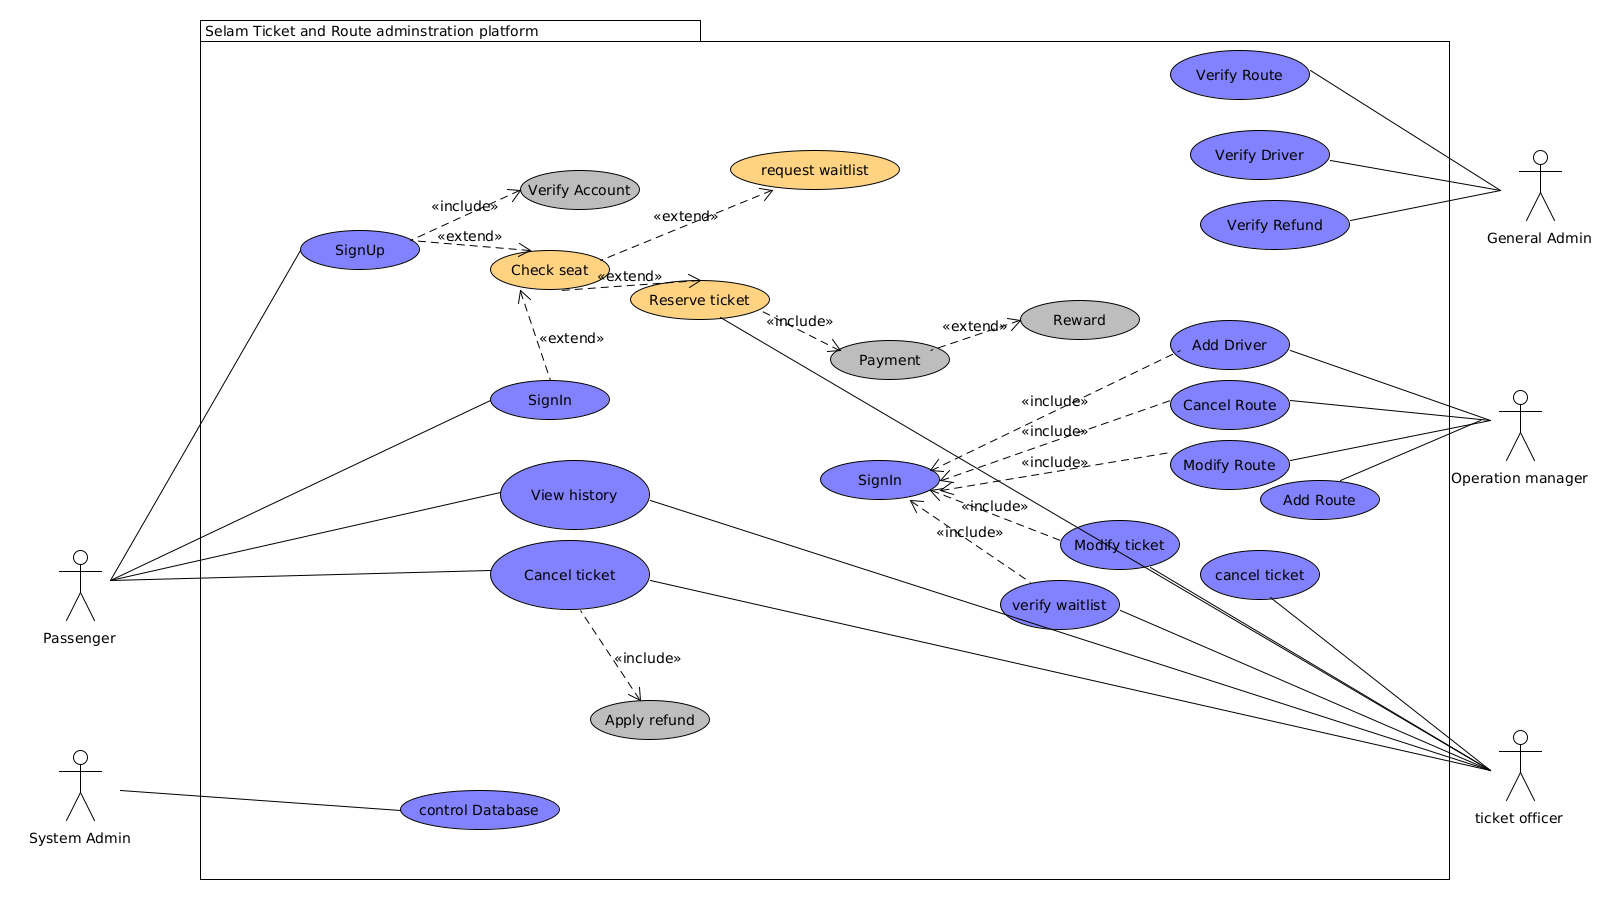 Selam Ticket and Route adminstration platform
Verify Route
Verify Driver
request waitlist
Verify Account
«include»
«extend»
Verify Refund
General Admin
«extend»
SignUp
Check seat
«extend»
Reserve ticket
«include»
«extend»
Reward
«extend»
Payment
Add Driver
SignIn
«include»
Cancel Route
«include»
«include»
Modify Route
Operation manager
SignIn
View history
Add Route
«include»
«include»
Modify ticket
Cancel ticket
cancel ticket
verify waitlist
Passenger
«include»
Apply refund
control Database
System Admin
ticket officer